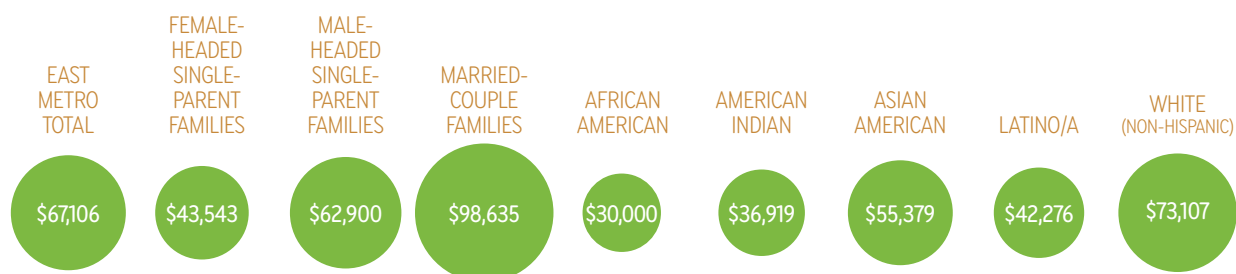 EAST
METRO
TOTAL
FEMALE-
HEADED
SINGLE-
PARENT
FAMILIES
MALE-
HEADED
SINGLE-
PARENT
FAMILIES
MARRIED-
COUPLE
FAMILIES
AFRICAN
AMERICAN
AMERICAN
INDIAN
ASIAN
AMERICAN
LATINO/A
WHITE
(NON-HISPANIC)
$67,106
$43,543
$62,900
$98,635
$30,000
$36,919
$55,379
$42,276
$73,107